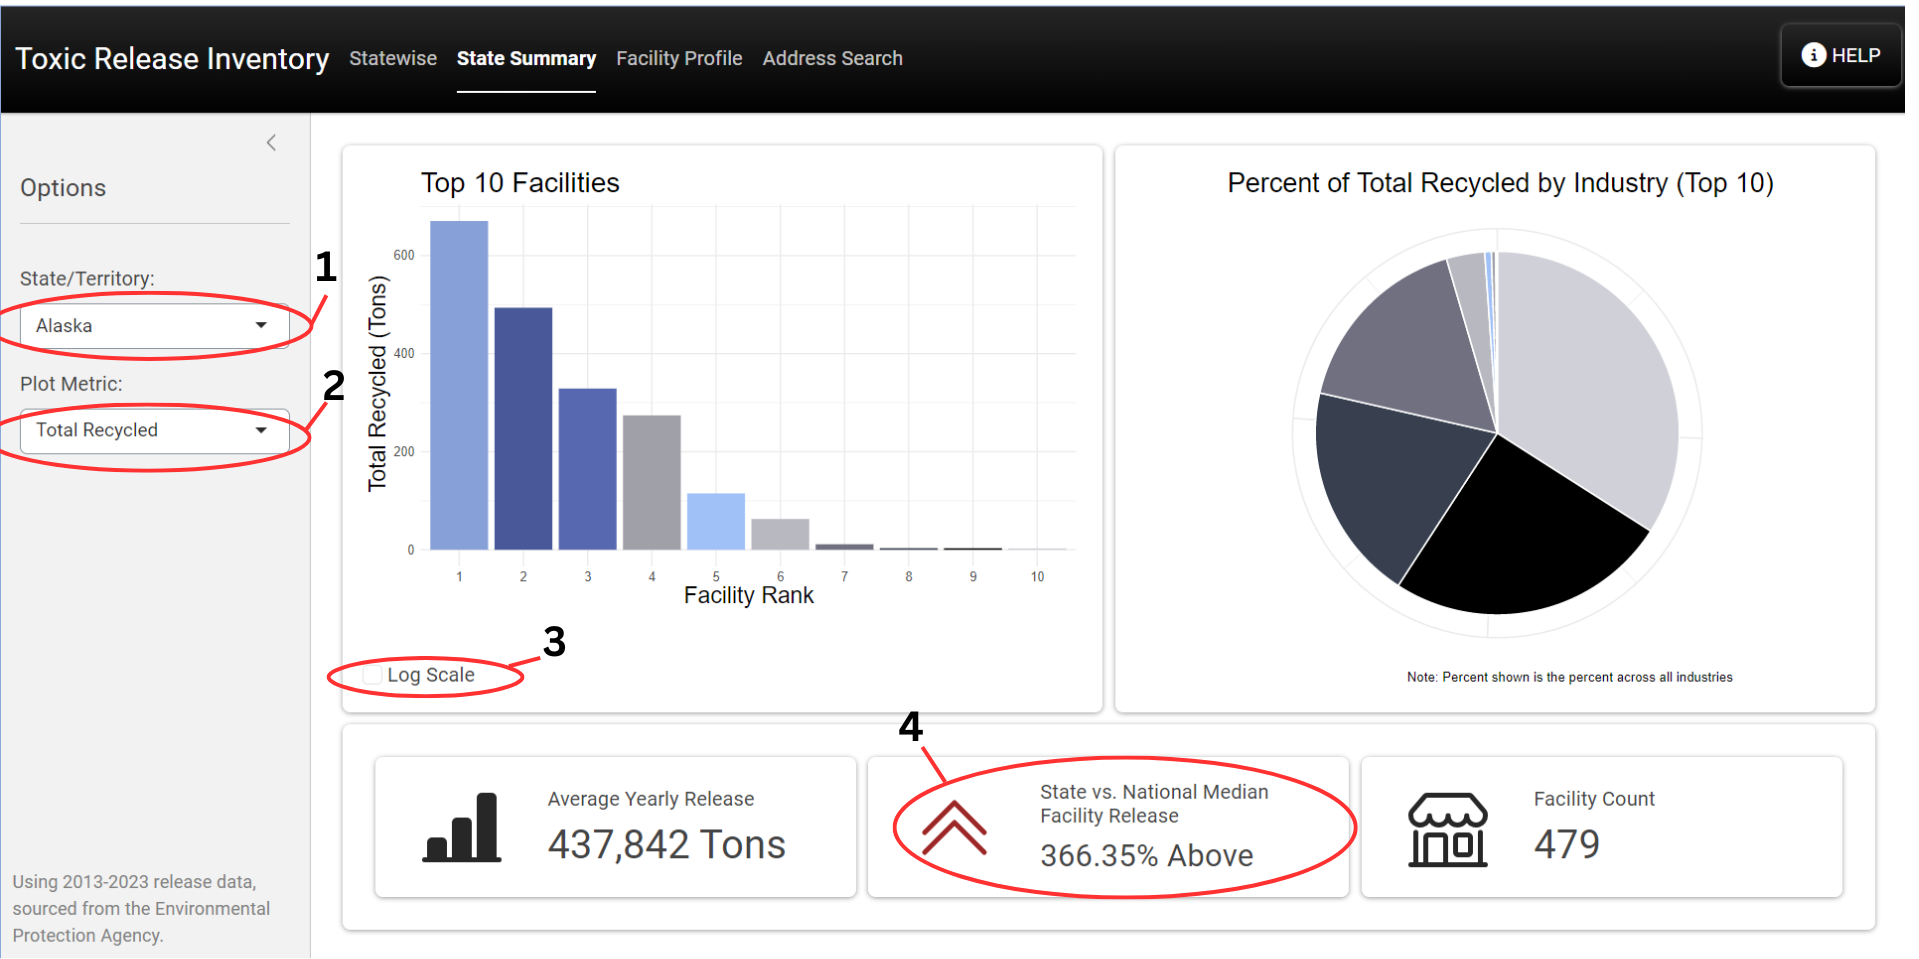 Toxic Release Inventory Statewise State Summary Facility Profile Address Search
HELP
Options
State/Territory:
1
Alaska
Plot Metric:
2
Total Recycled
Using 2013-2023 release data,
sourced from the Environmental
Protection Agency.
Top 10 Facilities
Total Recycled (Tons)
600
400
200
0
1 2 3 4 5 6 7 8 9 10
Facility Rank
3
Log Scale
Percent of Total Recycled by Industry (Top 10)
Note: Percent shown is the percent across all industries
Average Yearly Release
437,842 Tons
4
State vs. National Median
Facility Release
366.35% Above
Facility Count
479